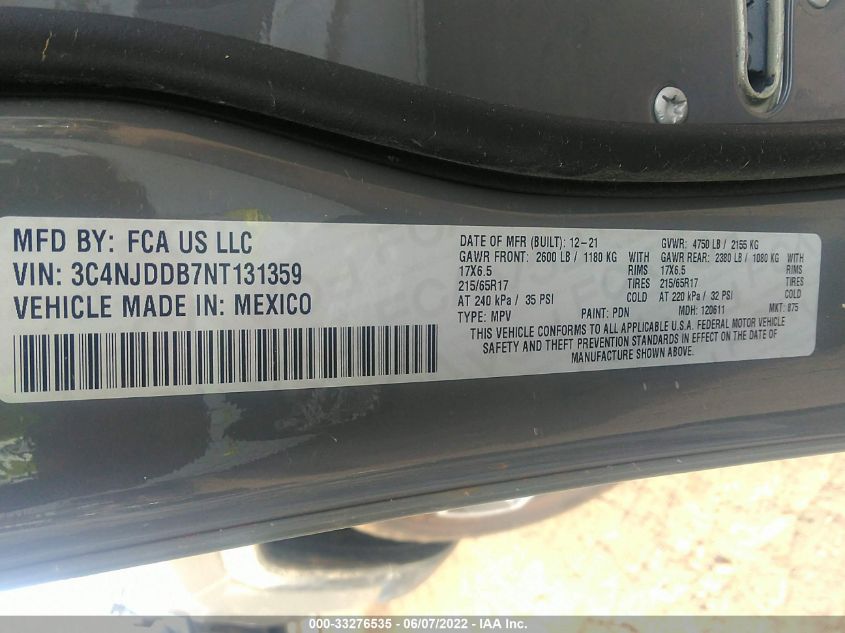 MFD BY: FCA US LLC
VIN: 3C4NJDDB7NT131359
VEHICLE MADE IN: MEXICO
DATE OF MFR (BUILT): 12-21 GVWR: 4750 LB / 2155 KG
GAWR FRONT: 2600 LB / 1180 KG WITH GAWR REAR: 2380 LB / 1080 KG WITH
17X6.5 RIMS 17X6.5 RIMS
215/65R17 TIRES 215/65R17 TIRES
AT 240 kPa / 35 PSI COLD AT 220 kPa / 32 PSI COLD
TYPE: MPV PAINT: PDN MDH: 120611 MKT: 875
THIS VEHICLE CONFORMS TO ALL APPLICABLE U.S.A. FEDERAL MOTOR VEHICLE
SAFETY AND THEFT PREVENTION STANDARDS IN EFFECT ON THE DATE OF
MANUFACTURE SHOWN ABOVE.
000-33276535 - 06/07/2022 - IAA Inc.